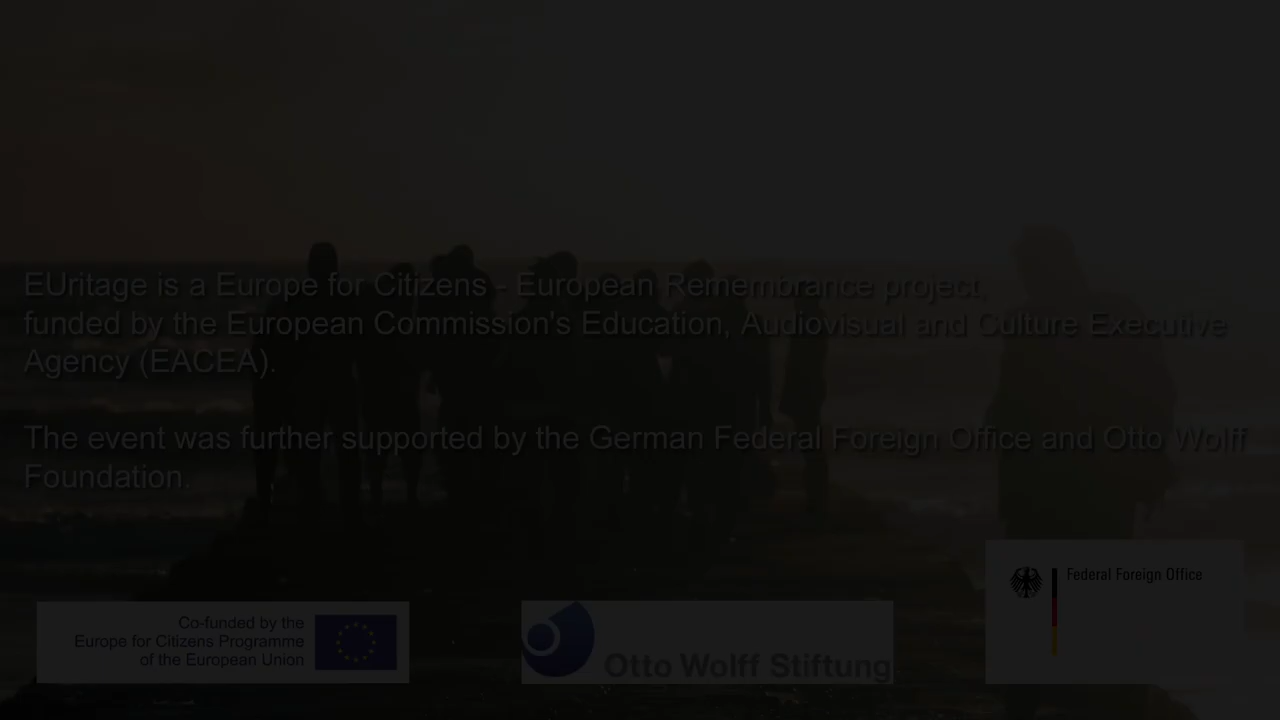 EUritage is a Europe for Citizens - European Remembrance project,
funded by the European Commission's Education, Audiovisual and Culture Executive
Agency (EACEA).
The event was further supported by the German Federal Foreign Office and Otto Wolff
Foundation.
Federal Foreign Office
Co-funded by the
Europe for Citizens Programme
of the European Union
Otto Wolff Stiftung